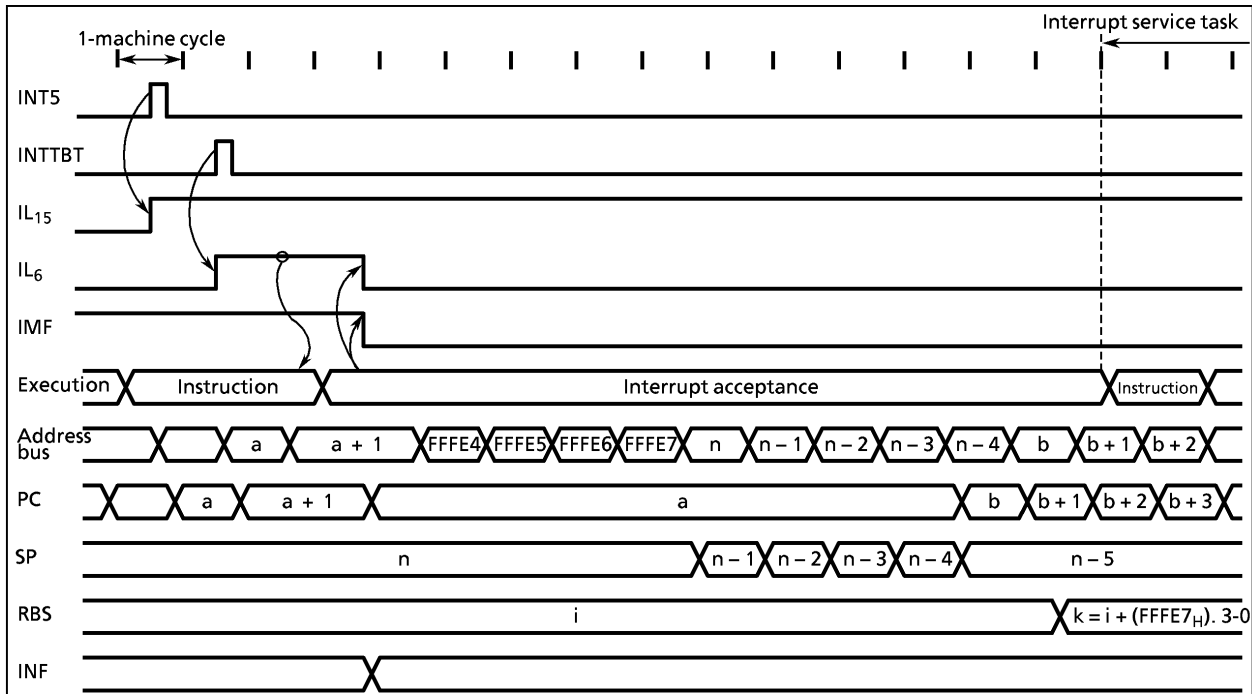 Interrupt service task
1-machine cycle
INT5
INTTBT
IL15
IL6
IMF
Execution Instruction Interrupt acceptance Instruction
Address bus a a + 1 FFFE4 FFFE5 FFFE6 FFFE7 n n – 1 n – 2 n – 3 n – 4 b b + 1 b + 2
PC a a + 1 a b b + 1 b + 2 b + 3
SP n n – 1 n – 2 n – 3 n – 4 n – 5
RBS i k = i + (FFFE7H). 3-0
INF